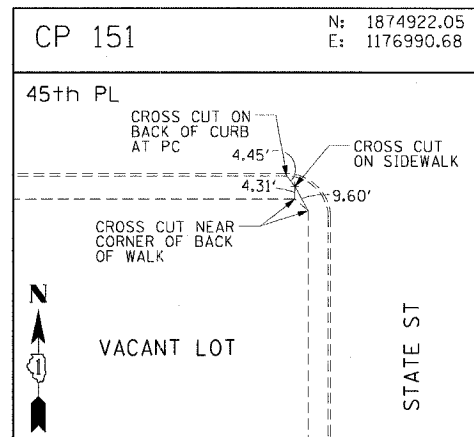 CP 151
N: 1874922.05
E: 1176990.68
45th PL
CROSS CUT ON
BACK OF CURB
AT PC
4.45'
CROSS CUT
ON SIDEWALK
4.31'
9.60'
CROSS CUT NEAR
CORNER OF BACK
OF WALK
N
1
VACANT LOT
STATE ST